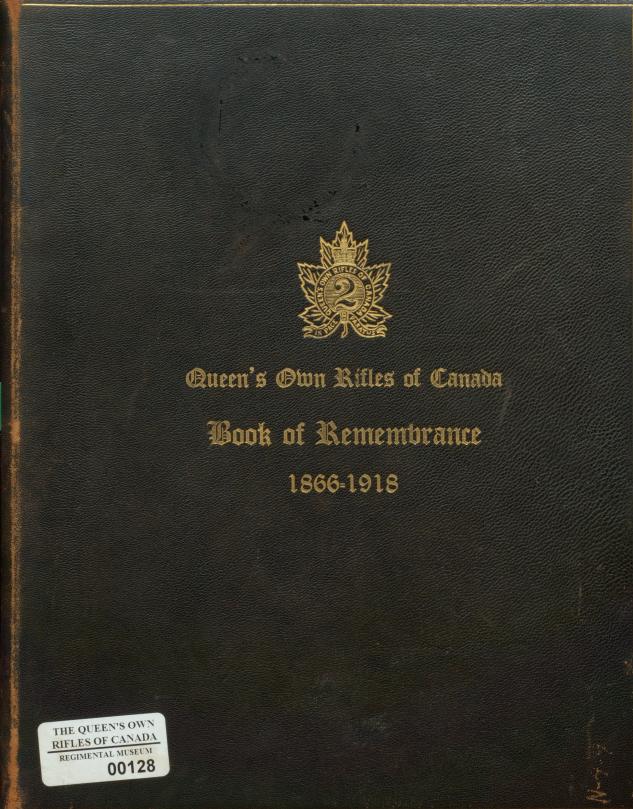 QUEEN'S OWN RIFLES OF CANADA
2
IN PACE PARATUS
Queen's Own Rifles of Canada
Book of Remembrance
1866-1918
THE QUEEN'S OWN
RIFLES OF CANADA
REGIMENTAL MUSEUM
00128